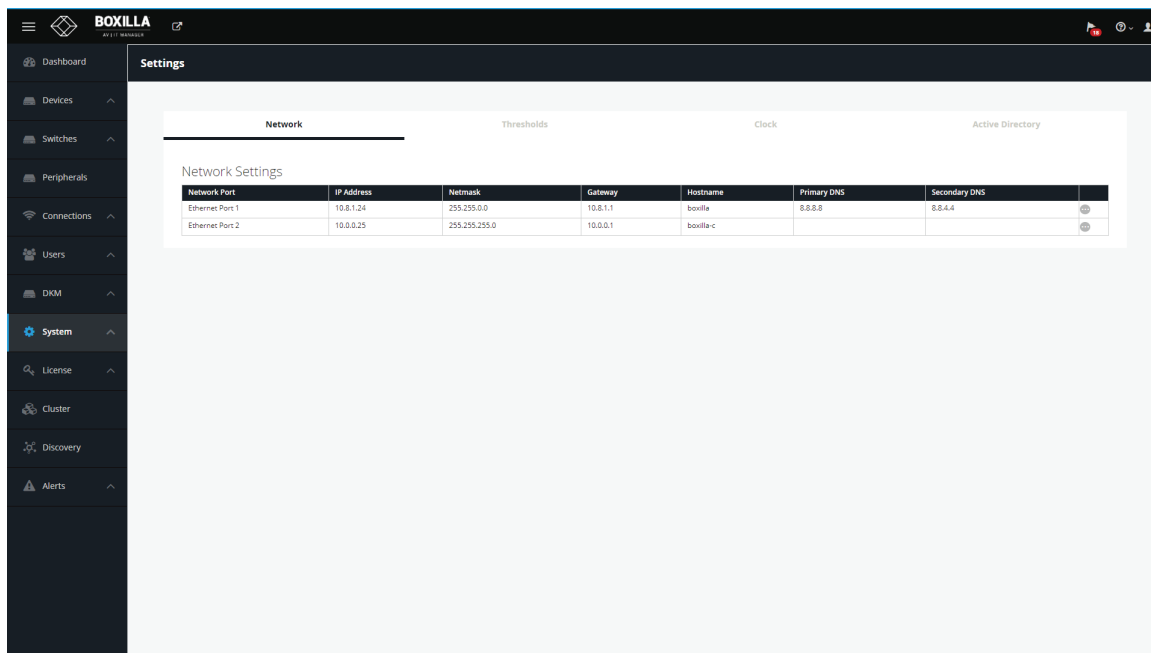 BOXILLA
AV | IT MANAGER
18
Dashboard
Devices
Switches
Peripherals
Connections
Users
DKM
System
License
Cluster
Discovery
Alerts
Settings
Network Thresholds Clock Active Directory
Network Settings
Network Port IP Address Netmask Gateway Hostname Primary DNS Secondary DNS
Ethernet Port 1 10.8.1.24 255.255.0.0 10.8.1.1 boxilla 8.8.8.8 8.8.4.4
Ethernet Port 2 10.0.0.25 255.255.255.0 10.0.0.1 boxilla-c